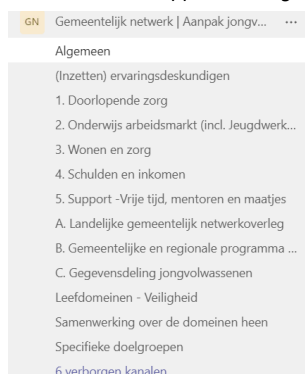 GN Gemeentelijk netwerk | Aanpak jongv... ...
Algemeen
(Inzetten) ervaringsdeskundigen
1. Doorlopende zorg
2. Onderwijs arbeidsmarkt (incl. Jeugdwerk...
3. Wonen en zorg
4. Schulden en inkomen
5. Support -Vrije tijd, mentoren en maatjes
A. Landelijke gemeentelijk netwerkoverleg
B. Gemeentelijke en regionale programma ...
C. Gegevensdeling jongvolwassenen
Leefdomeinen - Veiligheid
Samenwerking over de domeinen heen
Specifieke doelgroepen
6 verborgen kanalen